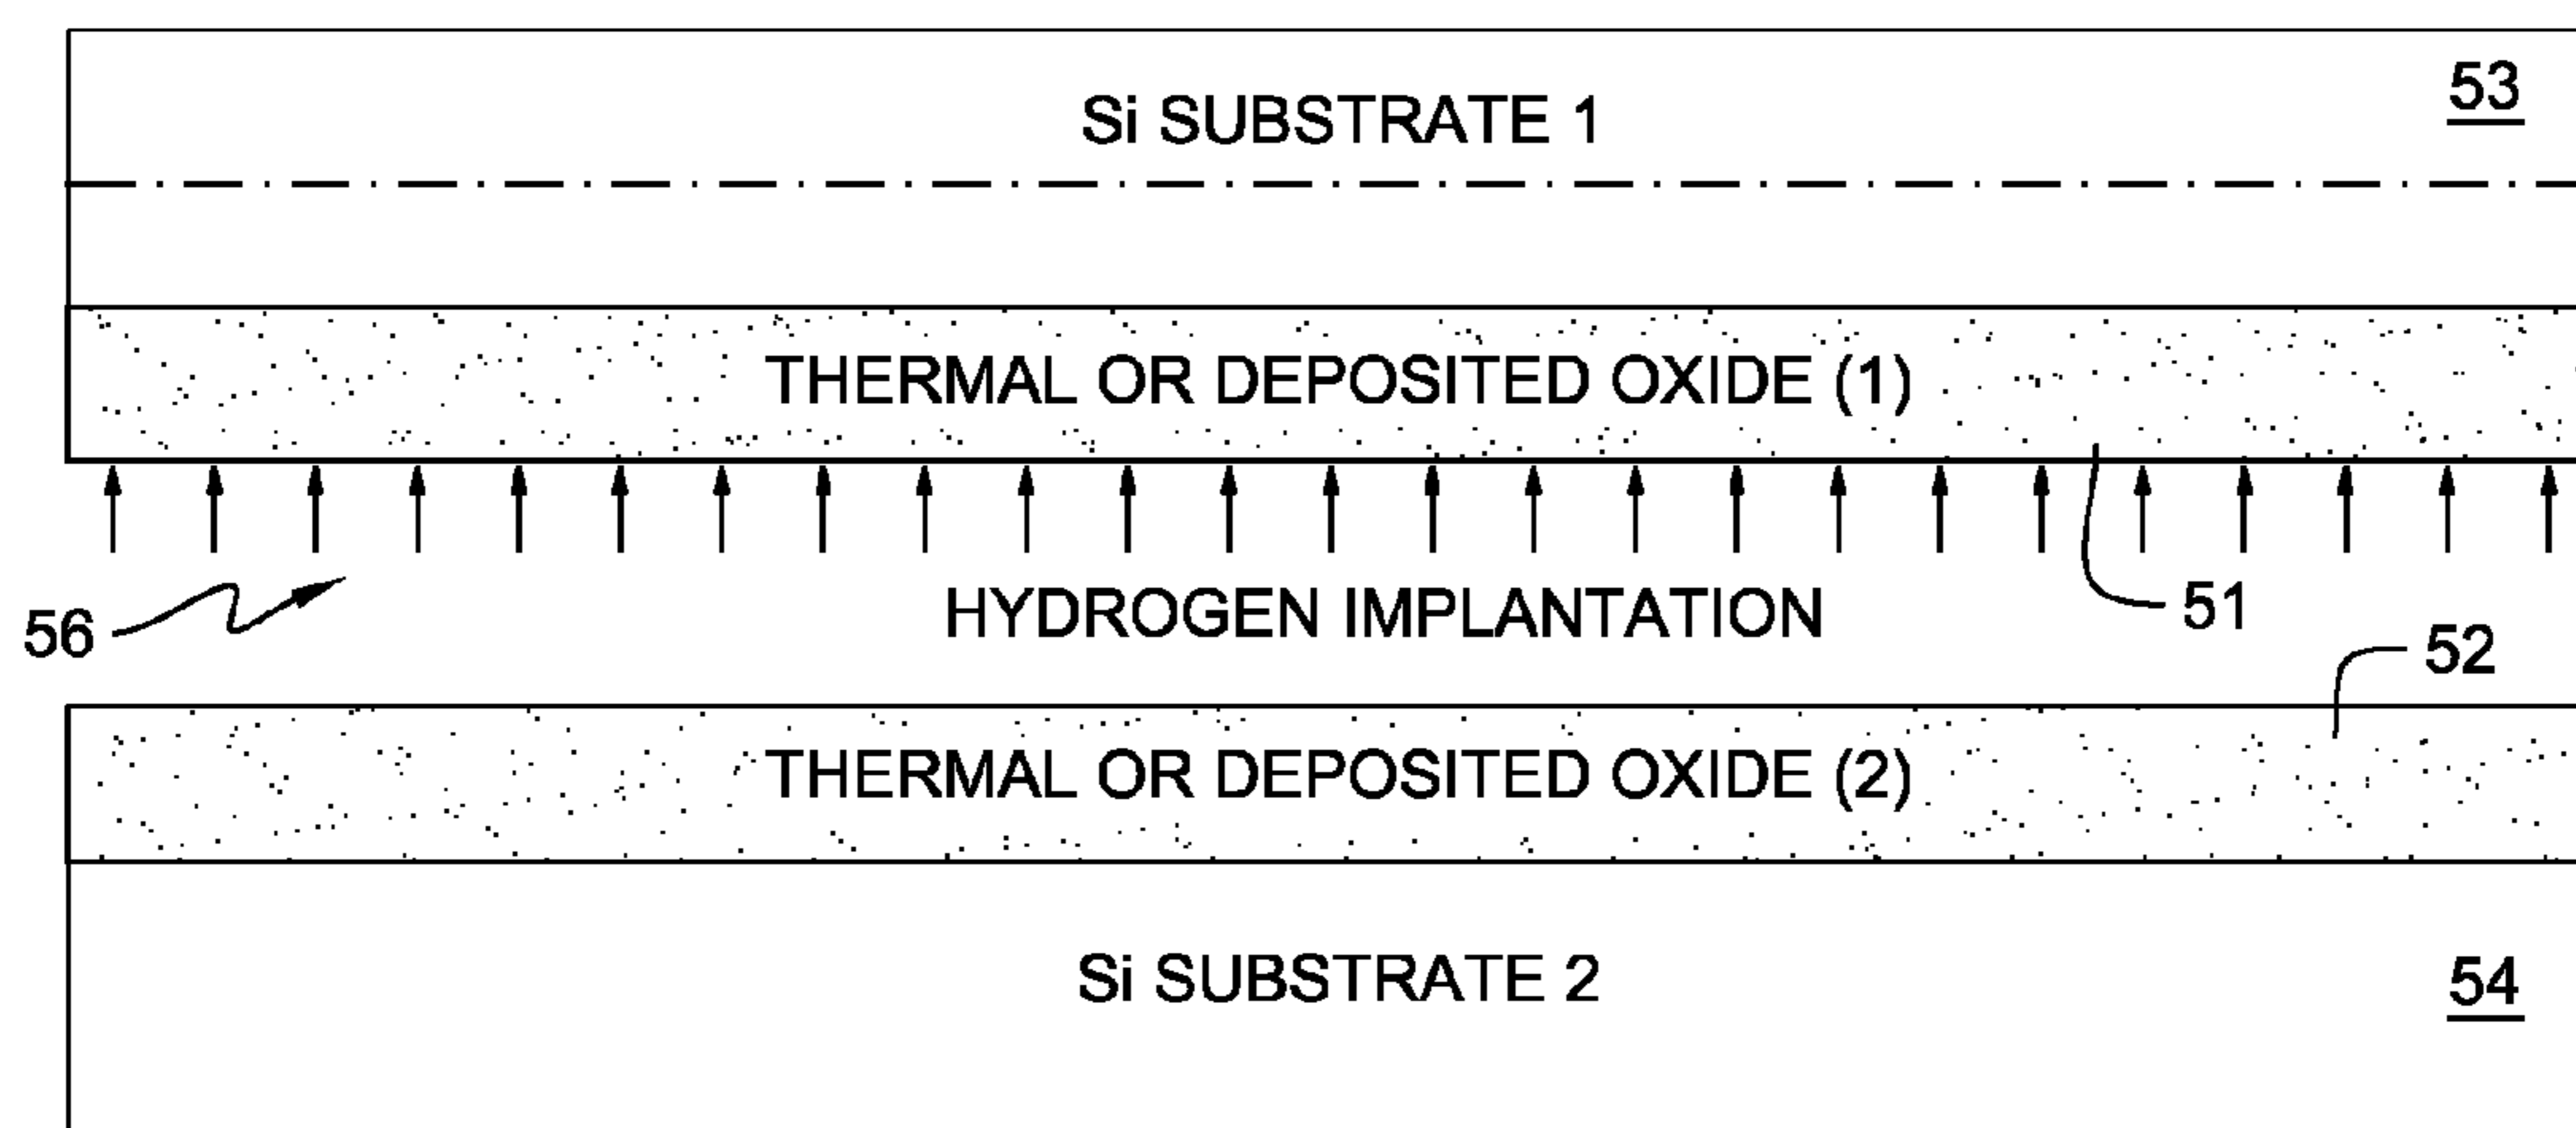 53
Si SUBSTRATE 1
THERMAL OR DEPOSITED OXIDE (1)
HYDROGEN IMPLANTATION
51
56
52
THERMAL OR DEPOSITED OXIDE (2)
Si SUBSTRATE 2
54